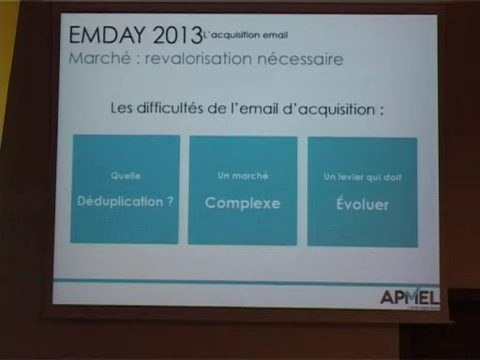 EMDAY 2013 L'acquisition email
Marché : revalorisation nécessaire
Les difficultés de l'email d'acquisition :
Quelle
Déduplication ?
Un marché
Complexe
Un levier qui doit
Évoluer
APMEL